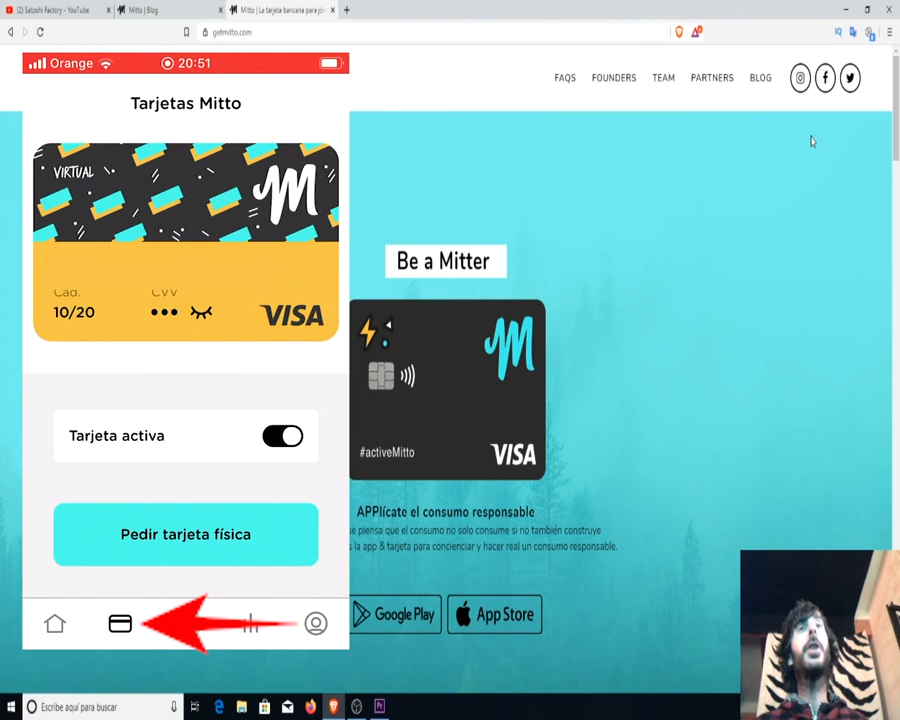 (2) Satoshi Factory - YouTube
Mitto | Blog
Mitto | La tarjeta bancaria para jóv
getmitto.com
Orange
20:51
Tarjetas Mitto
VIRTUAL
M
Cad.
CVV
10/20
VISA
Tarjeta activa
Pedir tarjeta física
FAQS
FOUNDERS
TEAM
PARTNERS
BLOG
Be a Mitter
M
#activeMitto
VISA
APPlícate el consumo responsable
ue piensa que el consumo no solo consume si no también construye
s la app & tarjeta para concienciar y hacer real un consumo responsable.
Google Play
App Store
Escribe aquí para buscar
Pr